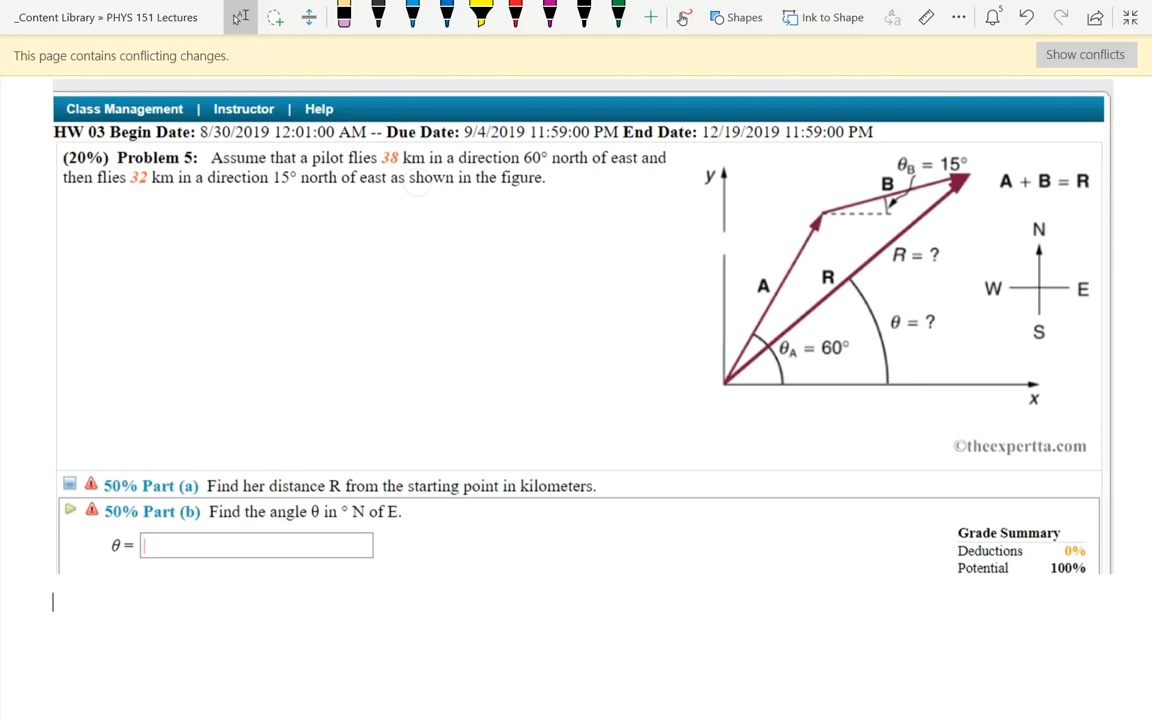 _Content Library » PHYS 151 Lectures
Shapes
Ink to Shape
5
This page contains conflicting changes.
Show conflicts
Class Management | Instructor | Help
HW 03 Begin Date: 8/30/2019 12:01:00 AM -- Due Date: 9/4/2019 11:59:00 PM End Date: 12/19/2019 11:59:00 PM
(20%) Problem 5: Assume that a pilot flies 38 km in a direction 60° north of east and
then flies 32 km in a direction 15° north of east as shown in the figure.
θB = 15°
y
B
A + B = R
N
R = ?
A
R
W
E
θ = ?
S
θA = 60°
x
©theexpertta.com
50% Part (a) Find her distance R from the starting point in kilometers.
50% Part (b) Find the angle θ in ° N of E.
θ =
Grade Summary
Deductions 0%
Potential 100%